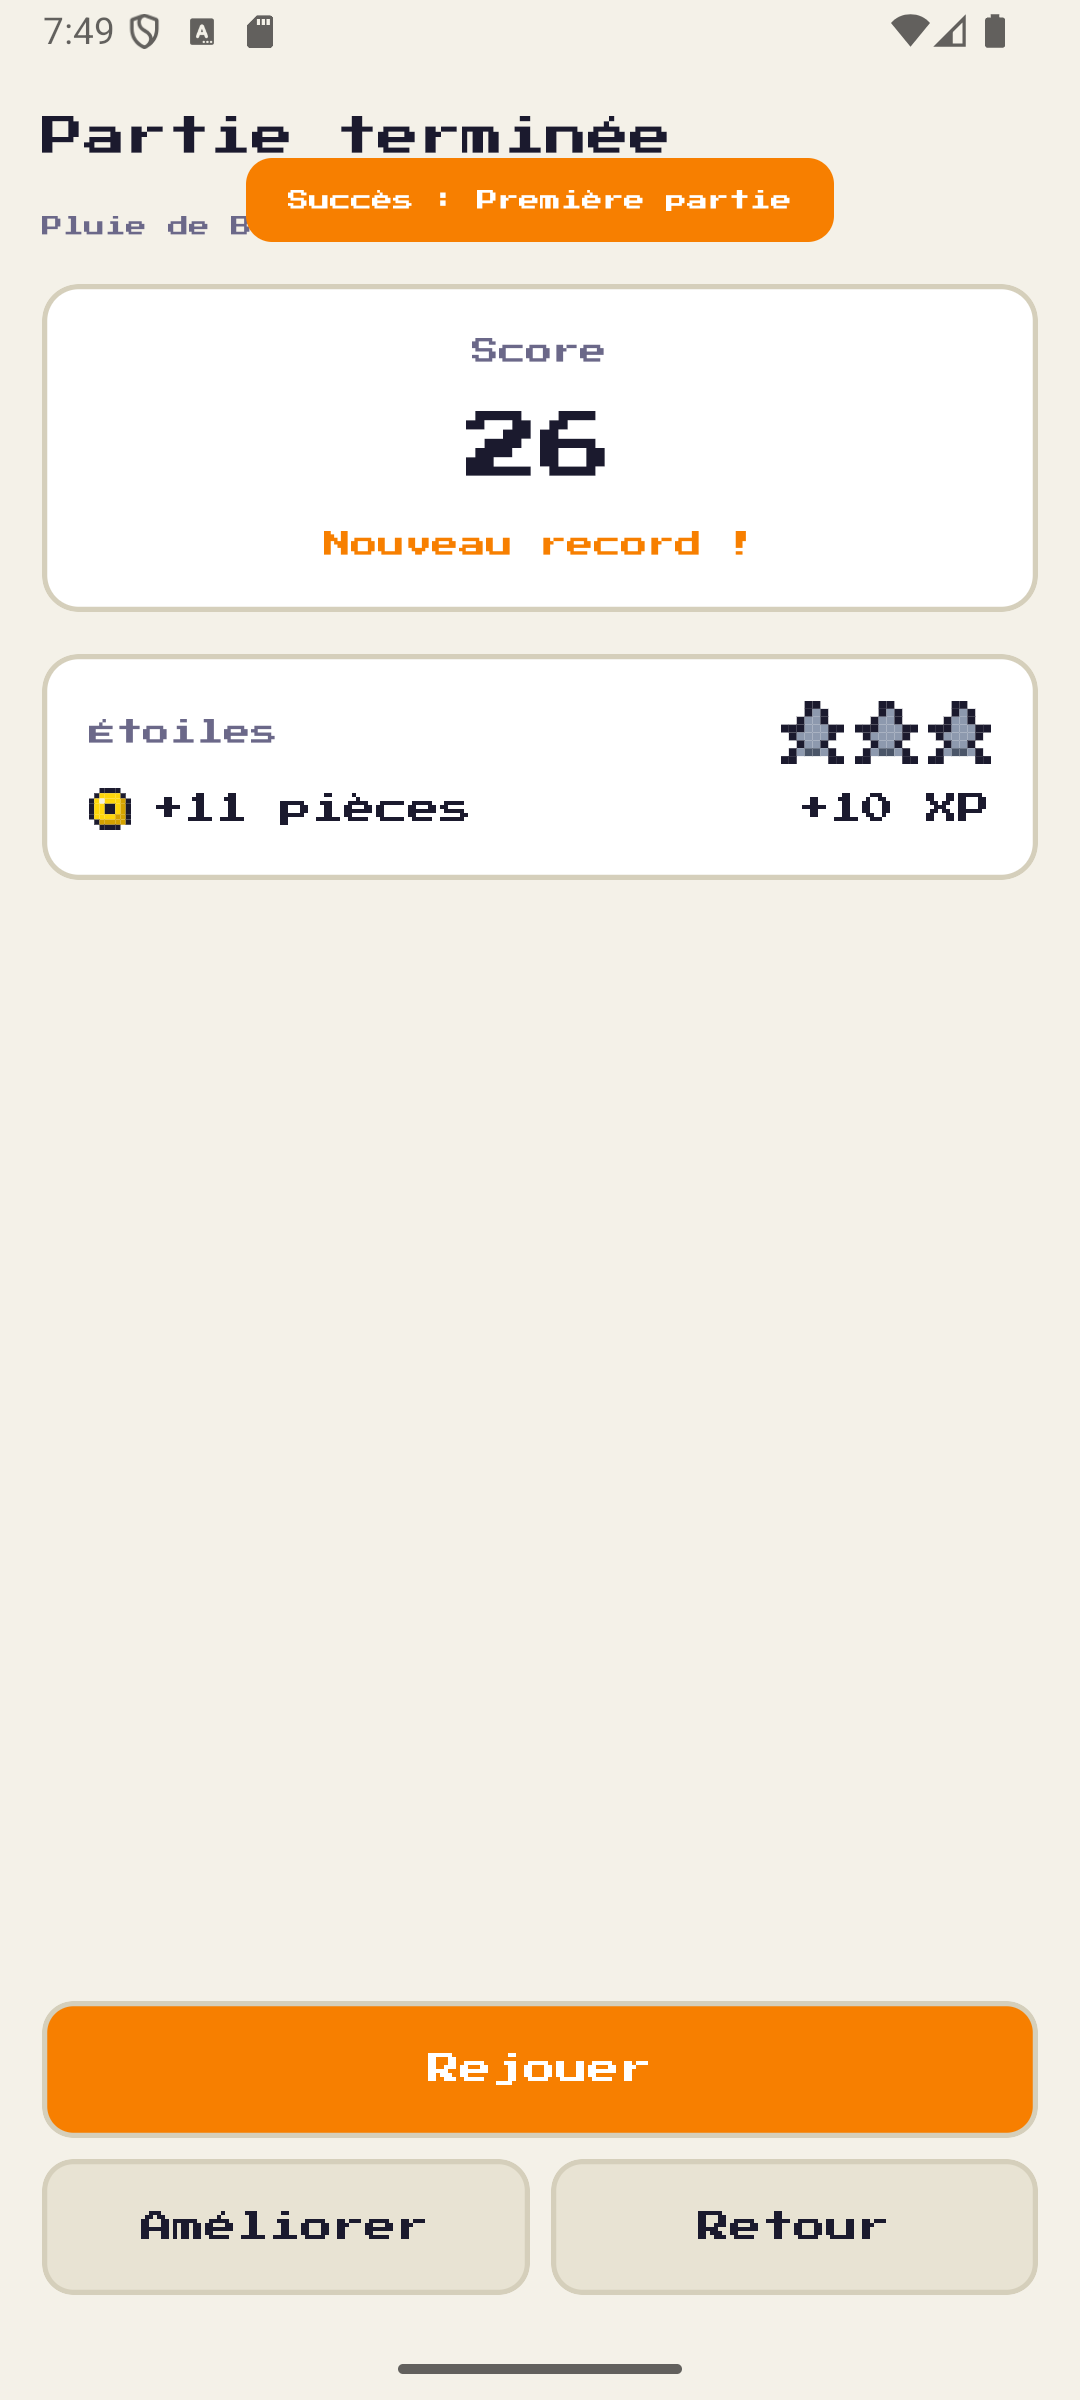 7:49
Partie terminée
Succès : Première partie
Pluie de
Score
26
Nouveau record !
Étoiles
+11 pièces
+10 XP
Rejouer
Améliorer
Retour